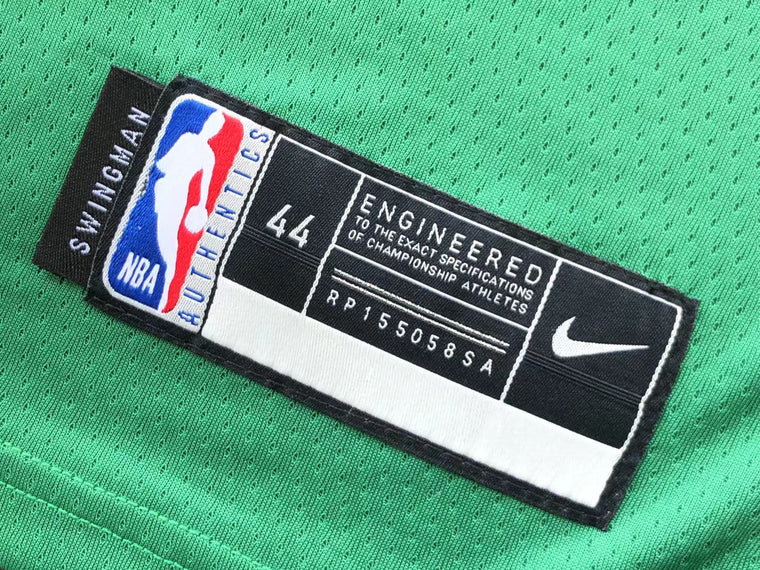 SWINGMAN
NBA
AUTHENTICS
44
ENGINEERED
TO THE EXACT SPECIFICATIONS
OF CHAMPIONSHIP ATHLETES
RP155058SA